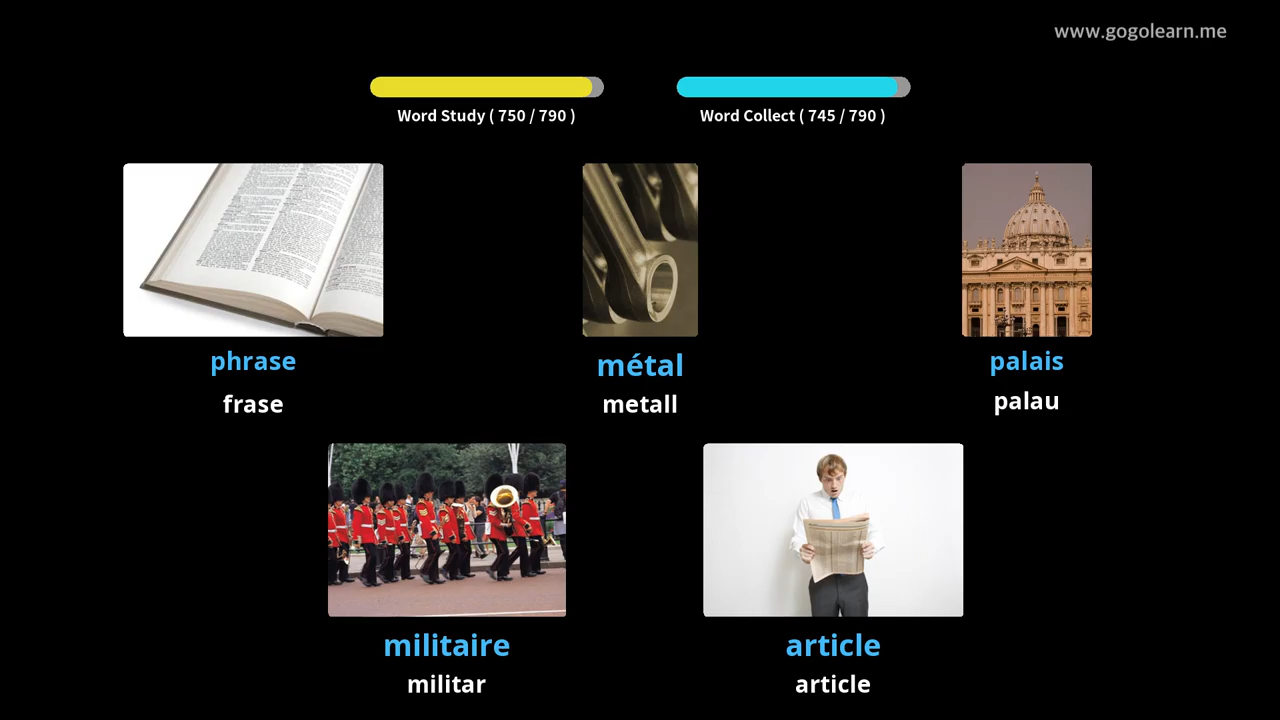 www.gogolearn.me
Word Study ( 750 / 790 )
Word Collect ( 745 / 790 )
phrase
frase
métal
metall
palais
palau
militaire
militar
article
article